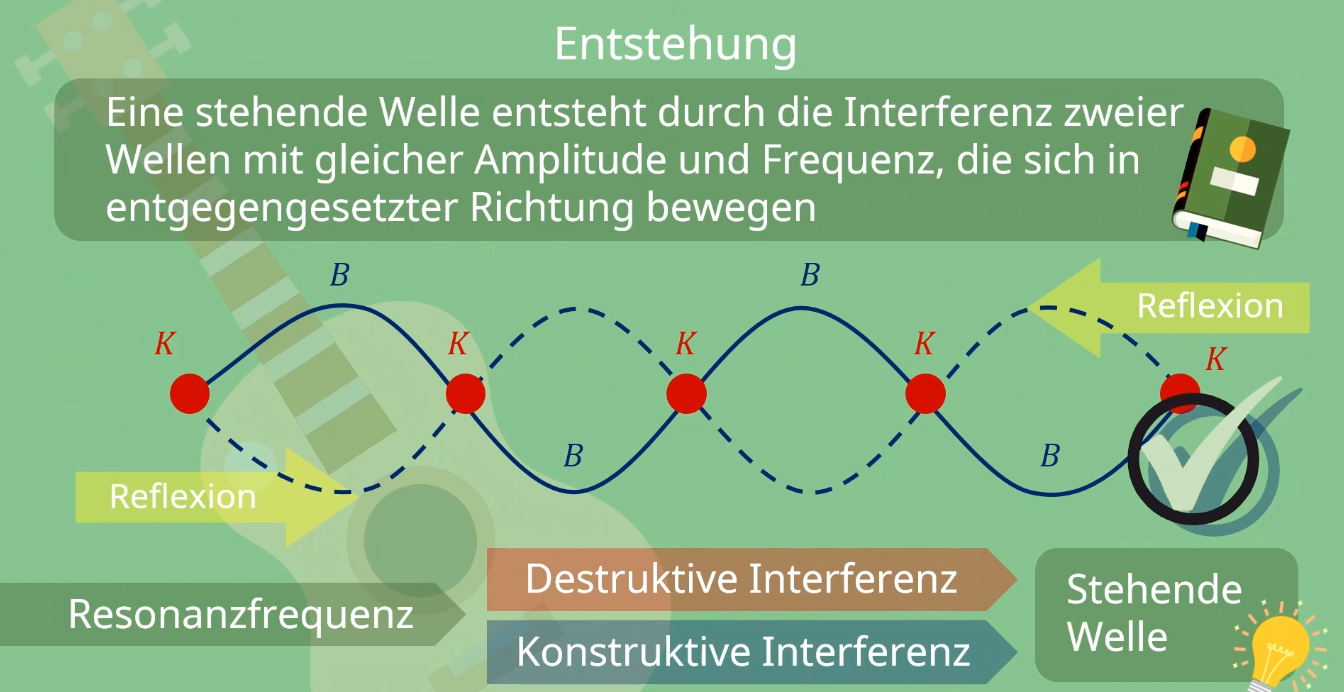 Entstehung
Eine stehende Welle entsteht durch die Interferenz zweier
Wellen mit gleicher Amplitude und Frequenz, die sich in
entgegengesetzter Richtung bewegen
B
B
Reflexion
K
K
K
K
K
B
B
Reflexion
Destruktive Interferenz
Resonanzfrequenz
Konstruktive Interferenz
Stehende
Welle